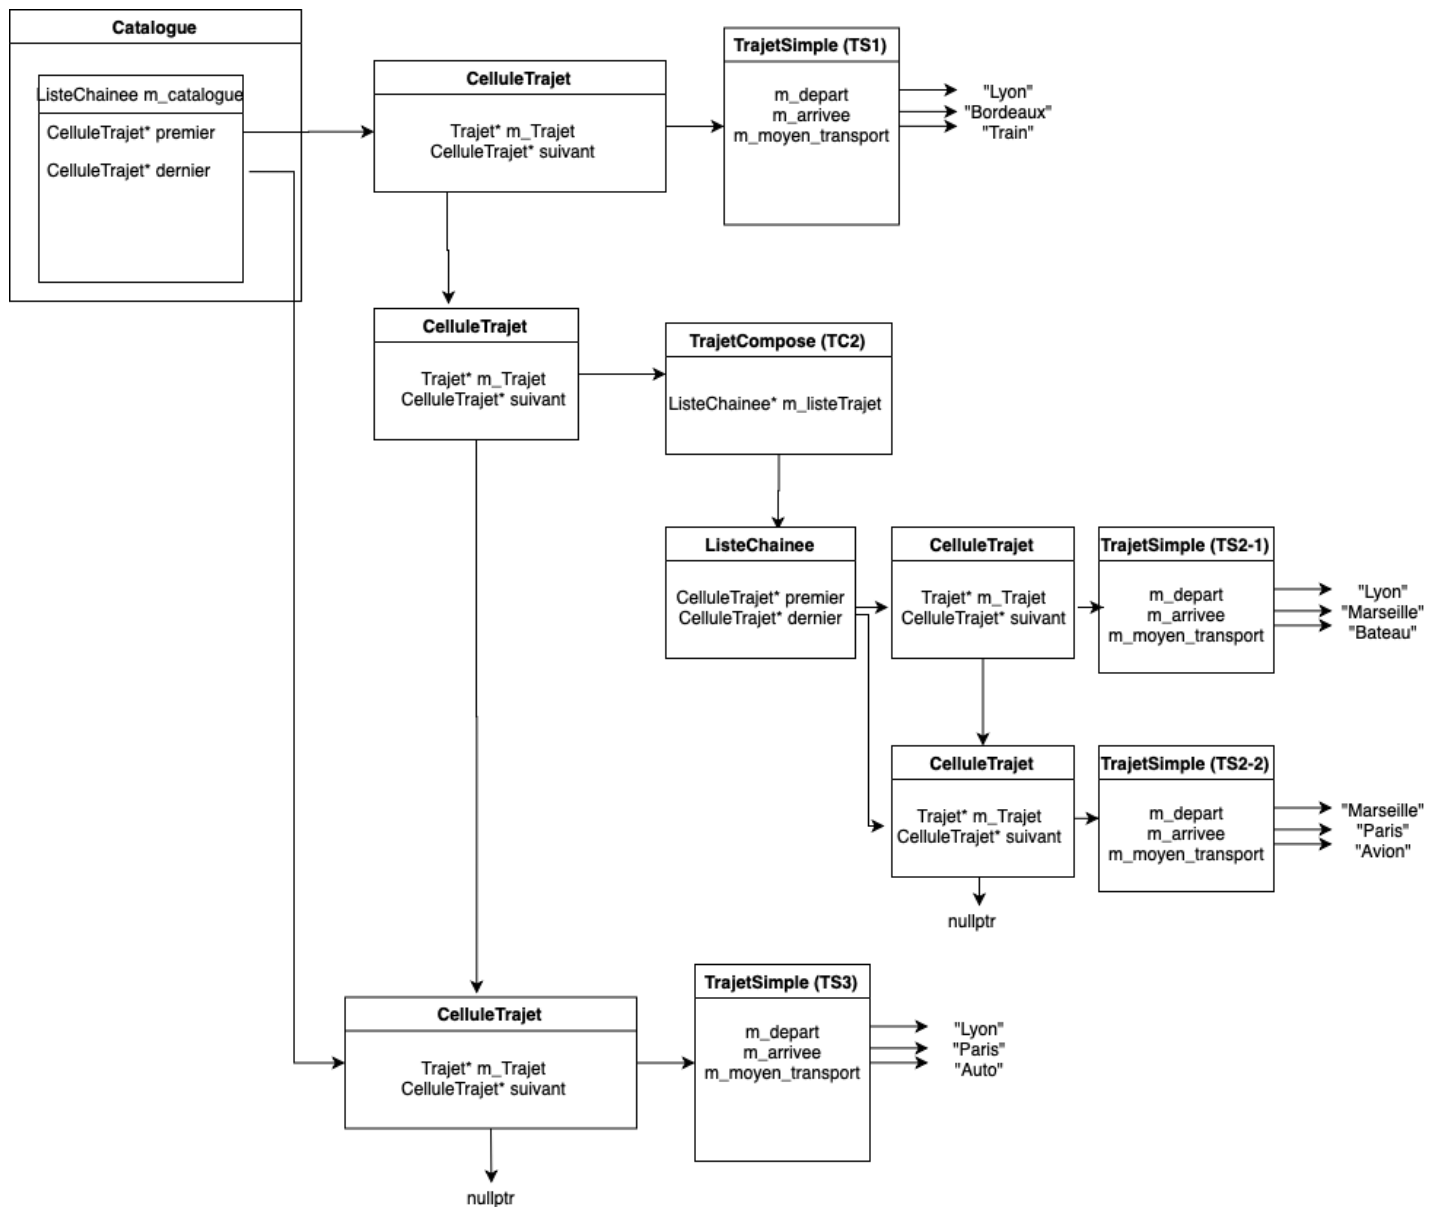 Catalogue
ListeChainee m_catalogue
CelluleTrajet* premier
CelluleTrajet* dernier
CelluleTrajet
Trajet* m_Trajet
CelluleTrajet* suivant
TrajetSimple (TS1)
m_depart
m_arrivee
m_moyen_transport
"Lyon"
"Bordeaux"
"Train"
CelluleTrajet
Trajet* m_Trajet
CelluleTrajet* suivant
TrajetCompose (TC2)
ListeChainee* m_listeTrajet
ListeChainee
CelluleTrajet* premier
CelluleTrajet* dernier
CelluleTrajet
Trajet* m_Trajet
CelluleTrajet* suivant
TrajetSimple (TS2-1)
m_depart
m_arrivee
m_moyen_transport
"Lyon"
"Marseille"
"Bateau"
CelluleTrajet
Trajet* m_Trajet
CelluleTrajet* suivant
nullptr
TrajetSimple (TS2-2)
m_depart
m_arrivee
m_moyen_transport
"Marseille"
"Paris"
"Avion"
CelluleTrajet
Trajet* m_Trajet
CelluleTrajet* suivant
nullptr
TrajetSimple (TS3)
m_depart
m_arrivee
m_moyen_transport
"Lyon"
"Paris"
"Auto"